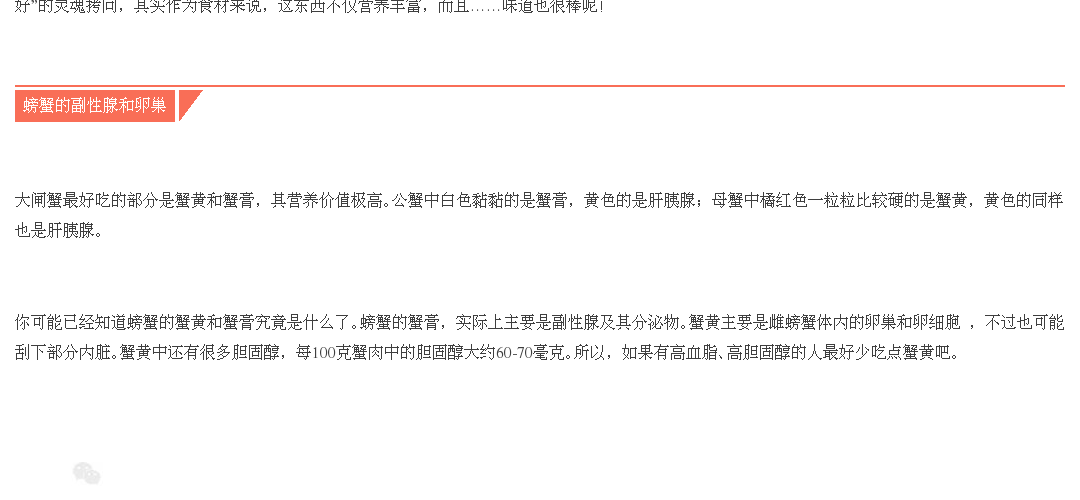 好”的灵魂拷问，其实作为食材来说，这东西不仅营养丰富，而且……味道也很棒呢！
螃蟹的副性腺和卵巢
大闸蟹最好吃的部分是蟹黄和蟹膏，其营养价值极高。公蟹中白色黏黏的是蟹膏，黄色的是肝胰腺；母蟹中橘红色一粒粒比较硬的是蟹黄，黄色的同样
也是肝胰腺。
你可能已经知道螃蟹的蟹黄和蟹膏究竟是什么了。螃蟹的蟹膏，实际上主要是副性腺及其分泌物。蟹黄主要是雌螃蟹体内的卵巢和卵细胞 ，不过也可能
刮下部分内脏。蟹黄中还有很多胆固醇，每100克蟹肉中的胆固醇大约60-70毫克。所以，如果有高血脂、高胆固醇的人最好少吃点蟹黄吧。